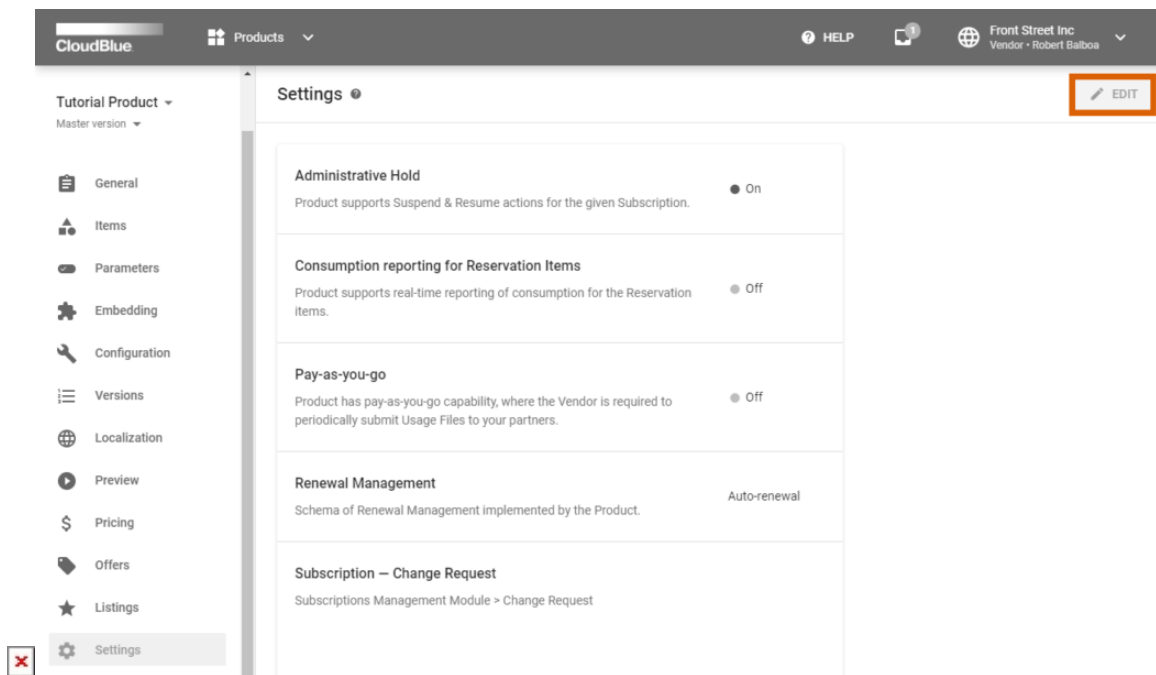 CloudBlue
Products
HELP
1
Front Street Inc
Vendor • Robert Balboa
Tutorial Product
Master version
General
Items
Parameters
Embedding
Configuration
Versions
Localization
Preview
Pricing
Offers
Listings
Settings
Settings
EDIT
Administrative Hold
Product supports Suspend & Resume actions for the given Subscription.
On
Consumption reporting for Reservation Items
Product supports real-time reporting of consumption for the Reservation
items.
Off
Pay-as-you-go
Product has pay-as-you-go capability, where the Vendor is required to
periodically submit Usage Files to your partners.
Off
Renewal Management
Schema of Renewal Management implemented by the Product.
Auto-renewal
Subscription — Change Request
Subscriptions Management Module > Change Request